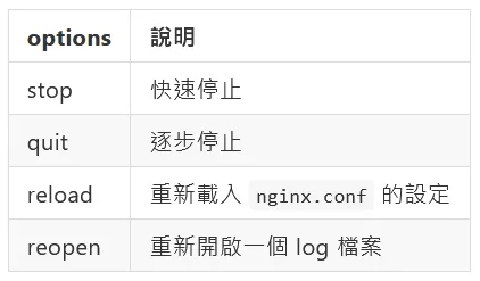 options 說明
stop 快速停止
quit 逐步停止
reload 重新載入 nginx.conf 的設定
reopen 重新開啟一個 log 檔案